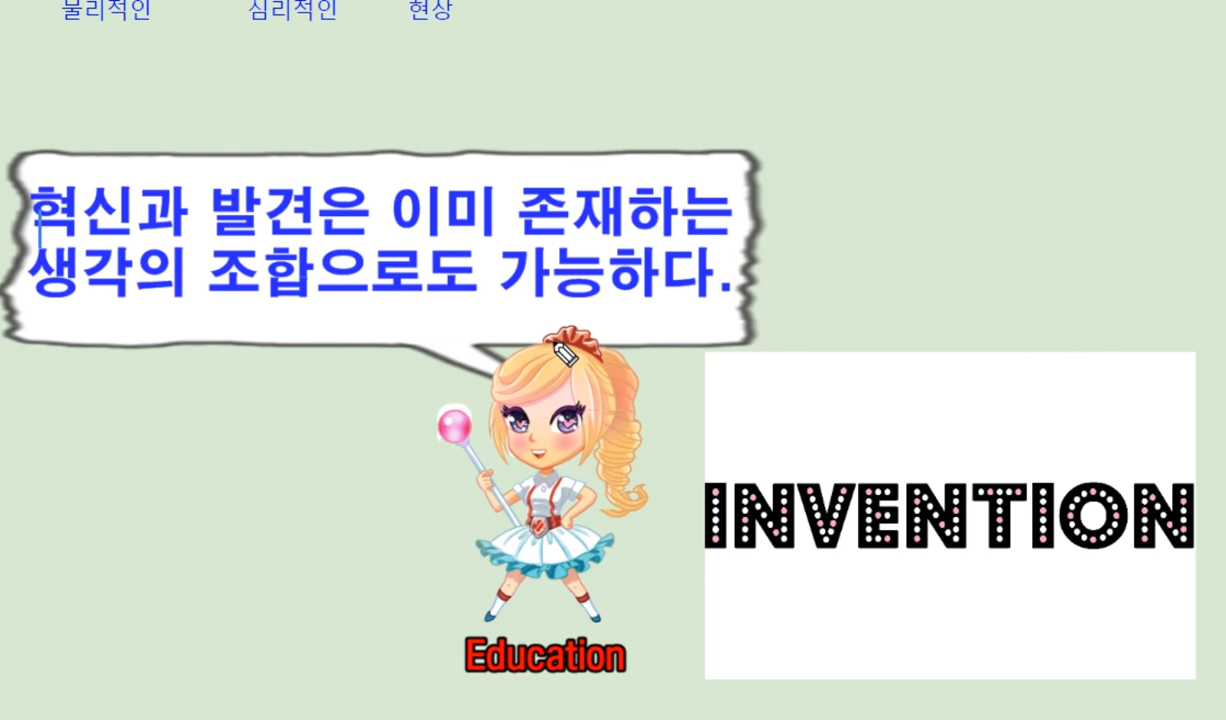 물리적인 심리적인 현상
혁신과 발견은 이미 존재하는
생각의 조합으로도 가능하다.
INVENTION
Education